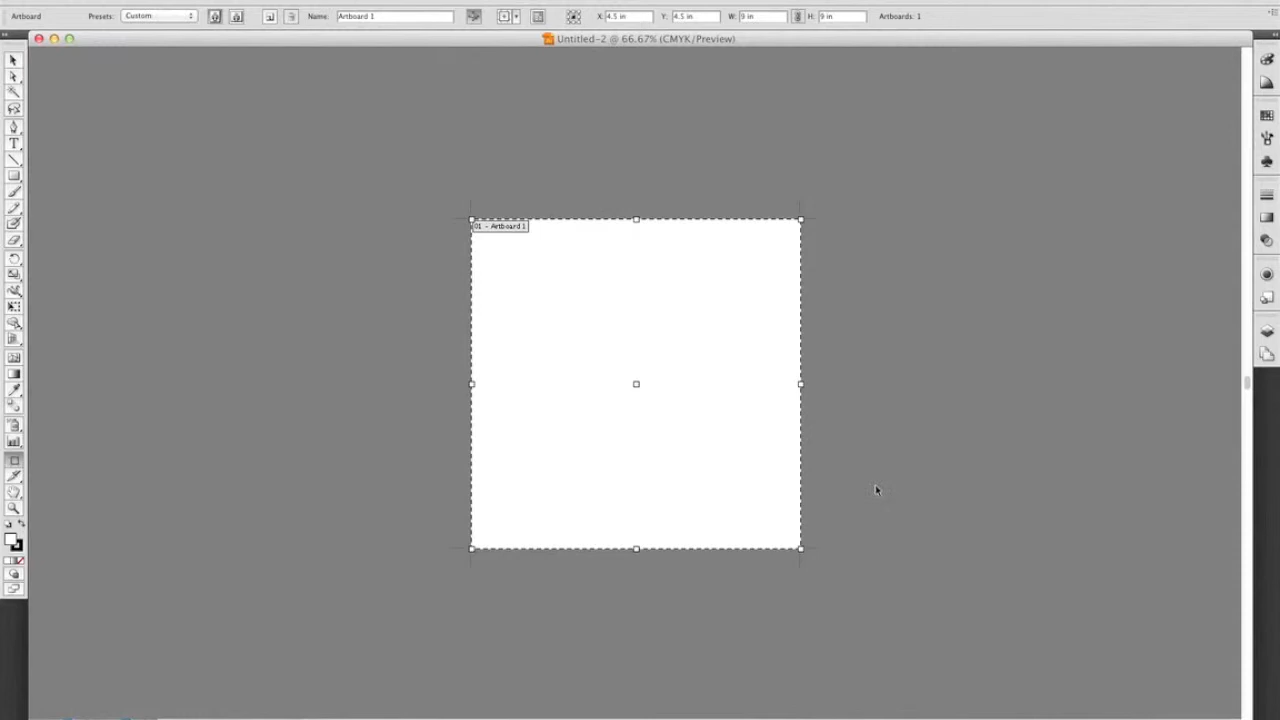 Artboard Presets: Custom Name: Artboard 1 X: 4.5 in Y: 4.5 in W: 9 in H: 9 in Artboards: 1
Untitled-2 @ 66.67% (CMYK/Preview)
01 - Artboard 1